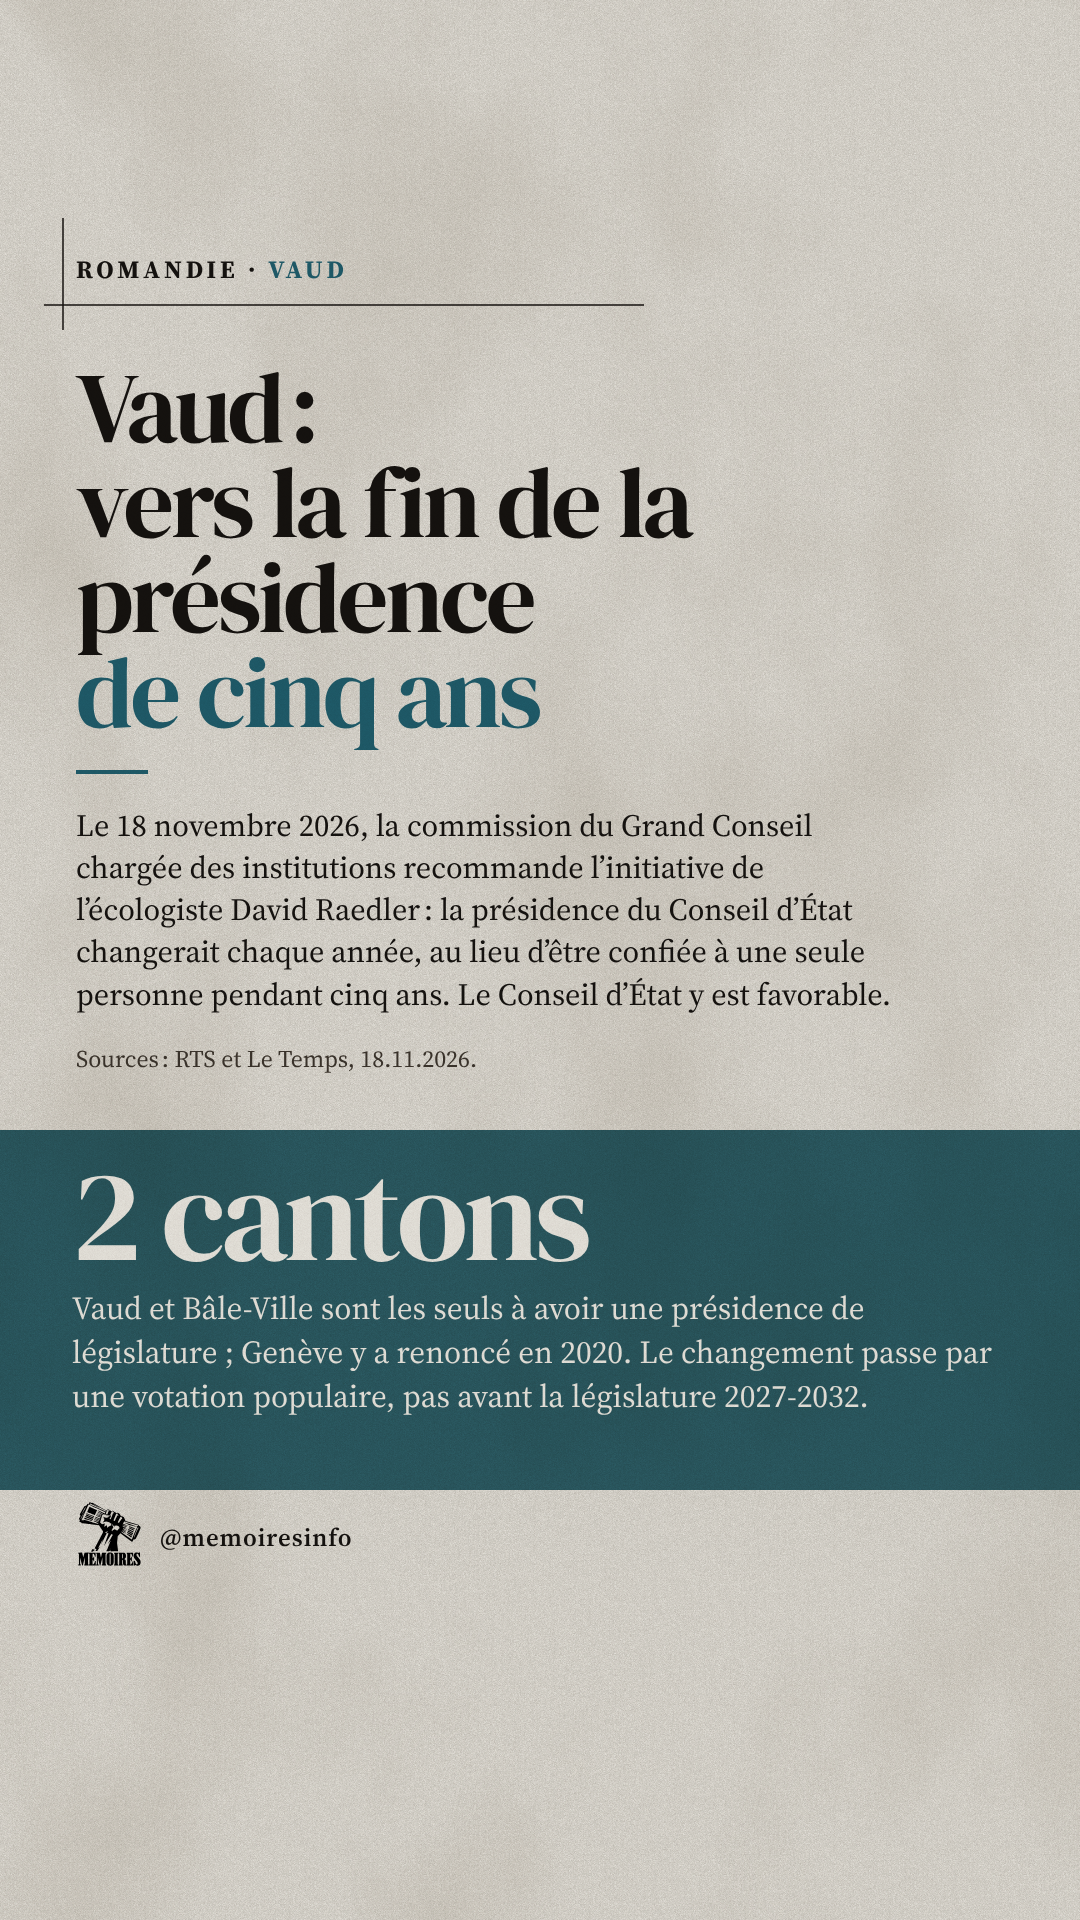 ROMANDIE · VAUD
Vaud :
vers la fin de la
présidence
de cinq ans
Le 18 novembre 2026, la commission du Grand Conseil
chargée des institutions recommande l’initiative de
l’écologiste David Raedler : la présidence du Conseil d’État
changerait chaque année, au lieu d’être confiée à une seule
personne pendant cinq ans. Le Conseil d’État y est favorable.
Sources : RTS et Le Temps, 18.11.2026.
2 cantons
Vaud et Bâle-Ville sont les seuls à avoir une présidence de
législature ; Genève y a renoncé en 2020. Le changement passe par
une votation populaire, pas avant la législature 2027-2032.
MÉMOIRES
@memoiresinfo